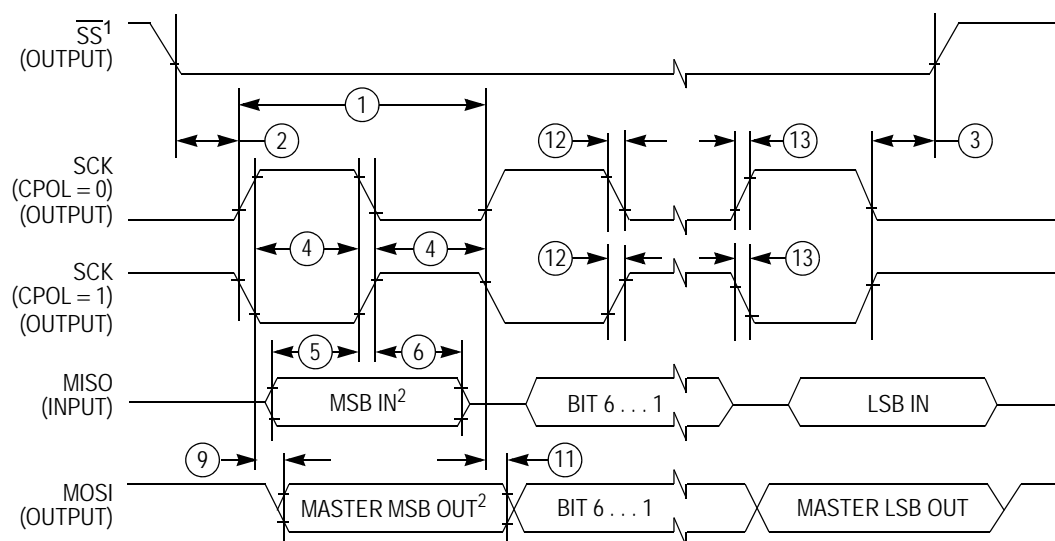 SS1
(OUTPUT)
1
2
12
13
3
SCK
(CPOL = 0)
(OUTPUT)
4
4
12
13
SCK
(CPOL = 1)
(OUTPUT)
5
6
MISO
(INPUT)
MSB IN2
BIT 6 . . . 1
LSB IN
9
11
MOSI
(OUTPUT)
MASTER MSB OUT2
BIT 6 . . . 1
MASTER LSB OUT